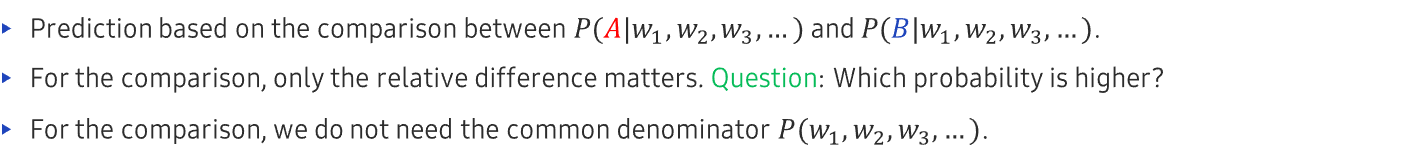 ▸ Prediction based on the comparison between P(A|w₁, w₂, w₃, … ) and P(B|w₁, w₂, w₃, … ).
▸ For the comparison, only the relative difference matters. Question: Which probability is higher?
▸ For the comparison, we do not need the common denominator P(w₁, w₂, w₃, … ).